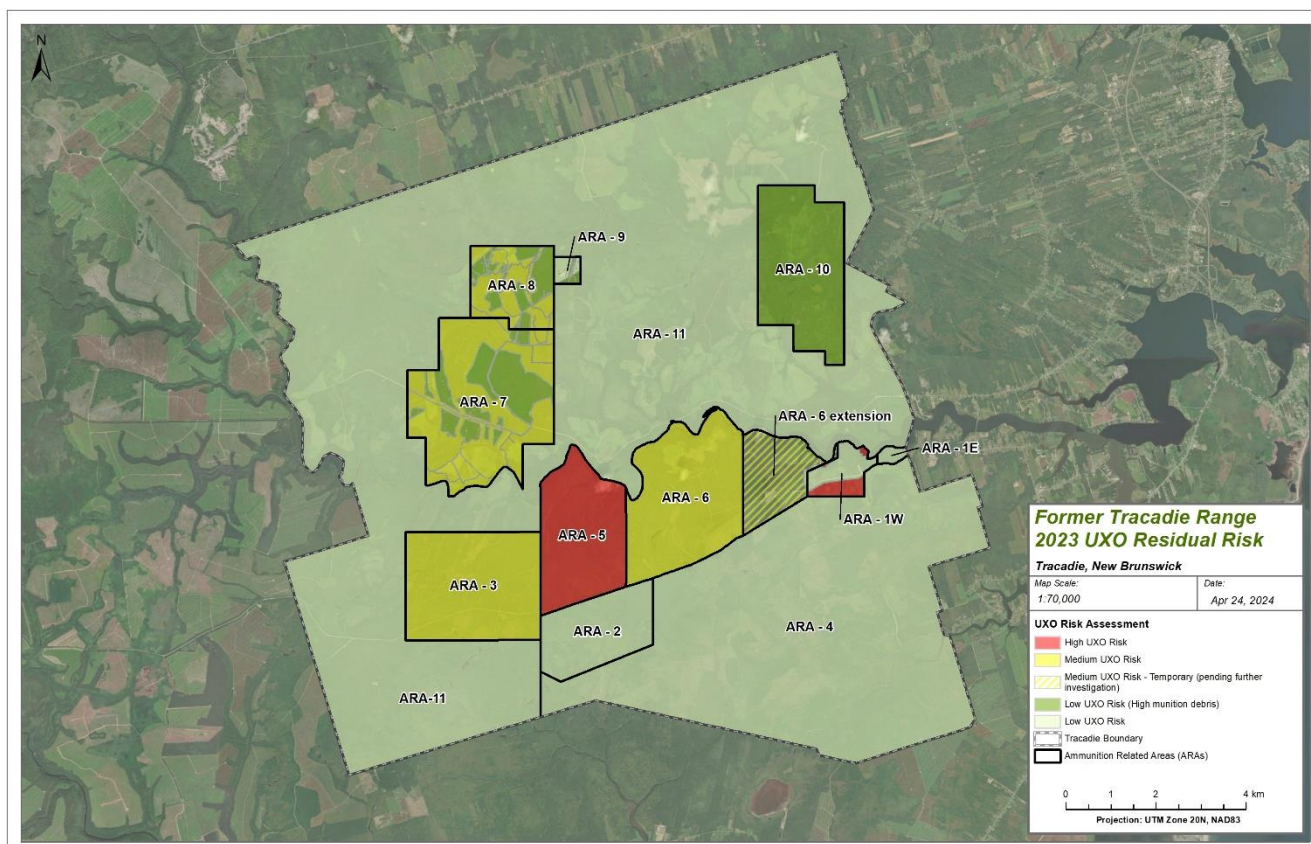 N
ARA - 9
ARA - 8
ARA - 10
ARA - 11
ARA - 7
ARA - 6 extension
ARA - 1E
ARA - 6
ARA - 1W
ARA - 5
ARA - 3
ARA - 2
ARA - 4
ARA-11
Former Tracadie Range
2023 UXO Residual Risk
Tracadie, New Brunswick
Map Scale:
1:70,000
Date:
Apr 24, 2024
UXO Risk Assessment
High UXO Risk
Medium UXO Risk
Medium UXO Risk - Temporary (pending further
investigation)
Low UXO Risk (High munition debris)
Low UXO Risk
Tracadie Boundary
Ammunition Related Areas (ARAs)
0 1 2 4 km
Projection: UTM Zone 20N, NAD83